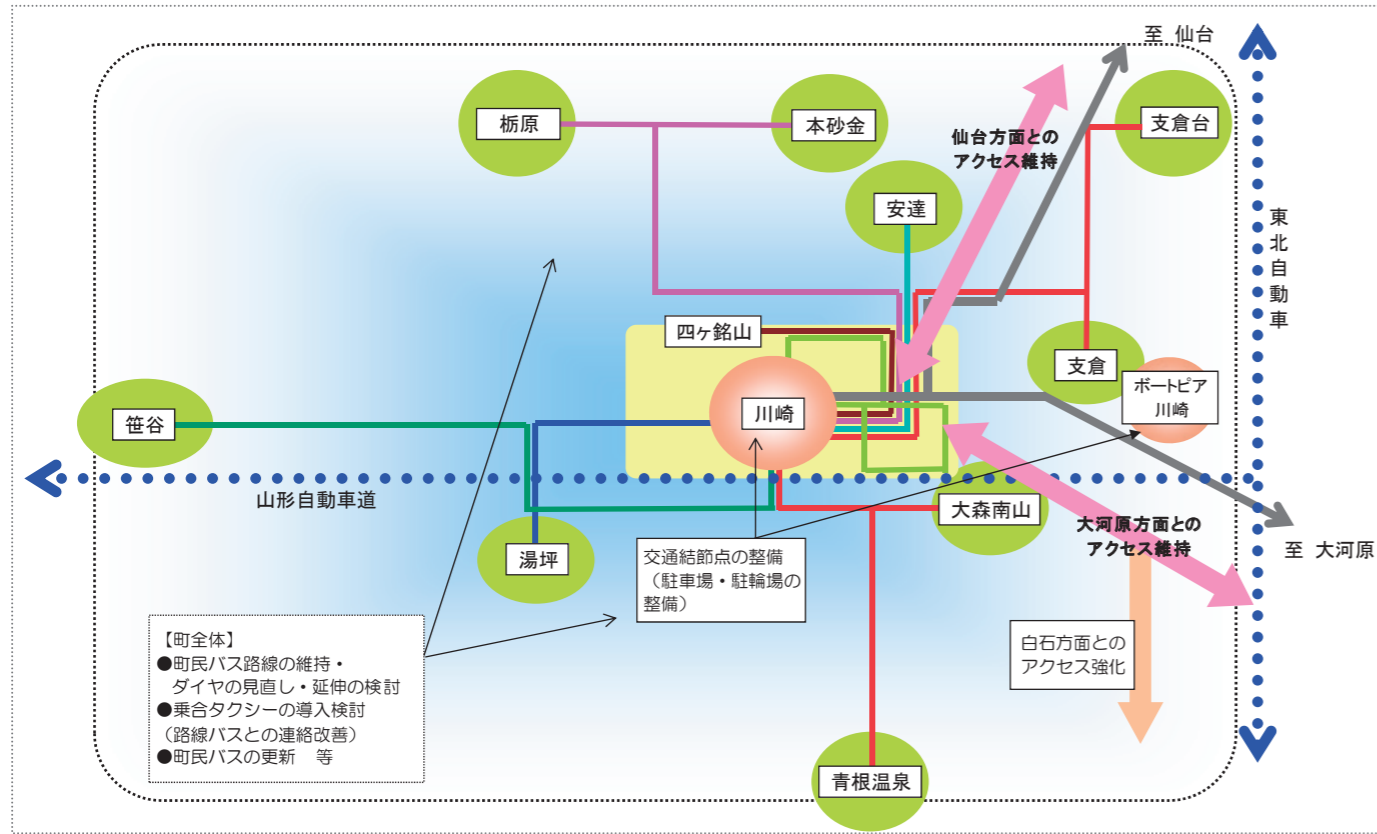 至 仙台
栃原
本砂金
支倉台
仙台方面との
アクセス維持
安達
東北自動車
四ヶ銘山
支倉
ボートピア
川崎
川崎
笹谷
山形自動車道
大森南山
大河原方面との
アクセス維持
至 大河原
湯坪
交通結節点の整備
（駐車場・駐輪場の
整備）
【町全体】
●町民バス路線の維持・
ダイヤの見直し・延伸の検討
●乗合タクシーの導入検討
（路線バスとの連絡改善）
●町民バスの更新　等
白石方面との
アクセス強化
青根温泉